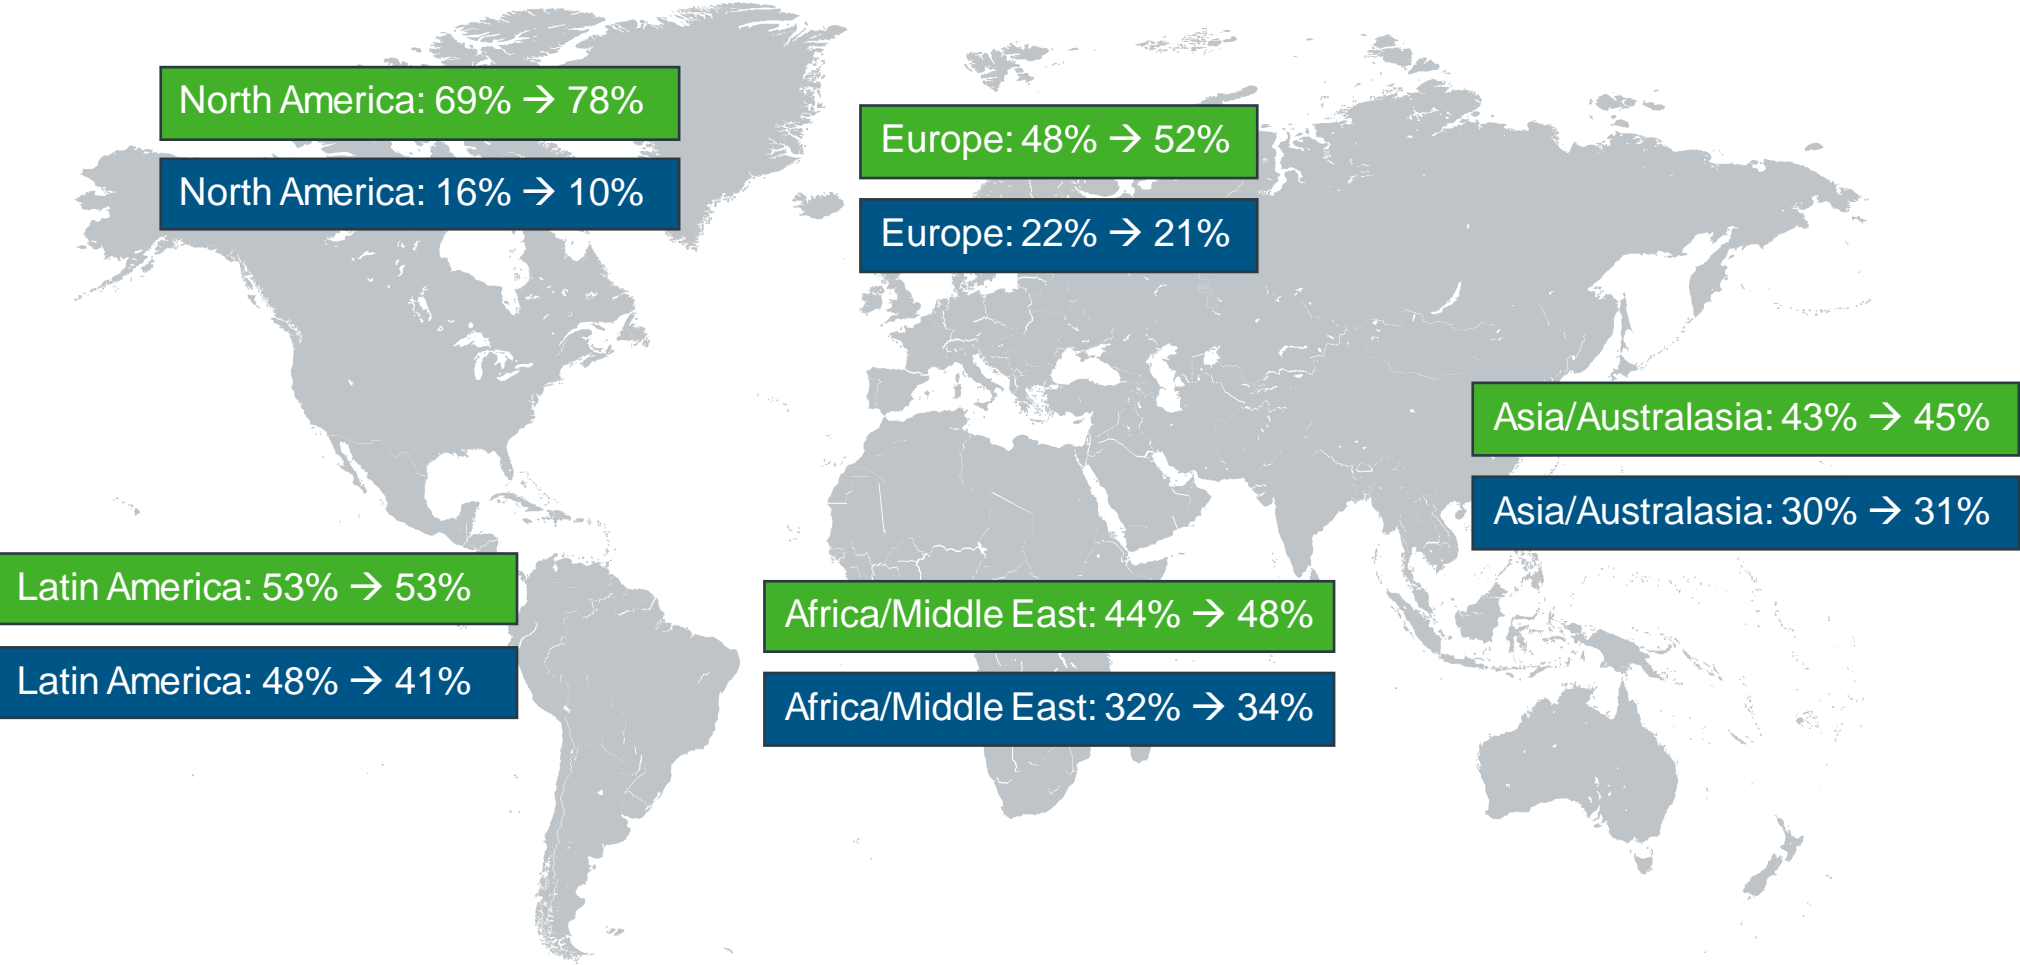 North America: 69% → 78%
North America: 16% → 10%
Europe: 48% → 52%
Europe: 22% → 21%
Asia/Australasia: 43% → 45%
Asia/Australasia: 30% → 31%
Latin America: 53% → 53%
Latin America: 48% → 41%
Africa/Middle East: 44% → 48%
Africa/Middle East: 32% → 34%